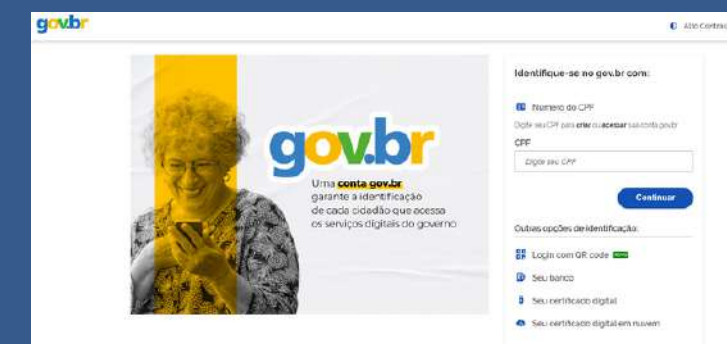 gov.br
Alto Contraste
gov.br
Uma conta gov.br
garante a identificação
de cada cidadão que acessa
os serviços digitais do governo
Identifique-se no gov.br com:
Número do CPF
Digite seu CPF para criar ou acessar sua conta gov.br
CPF
Digite seu CPF
Continuar
Outras opções de identificação:
Login com QR code
Seu banco
Seu certificado digital
Seu certificado digital em nuvem